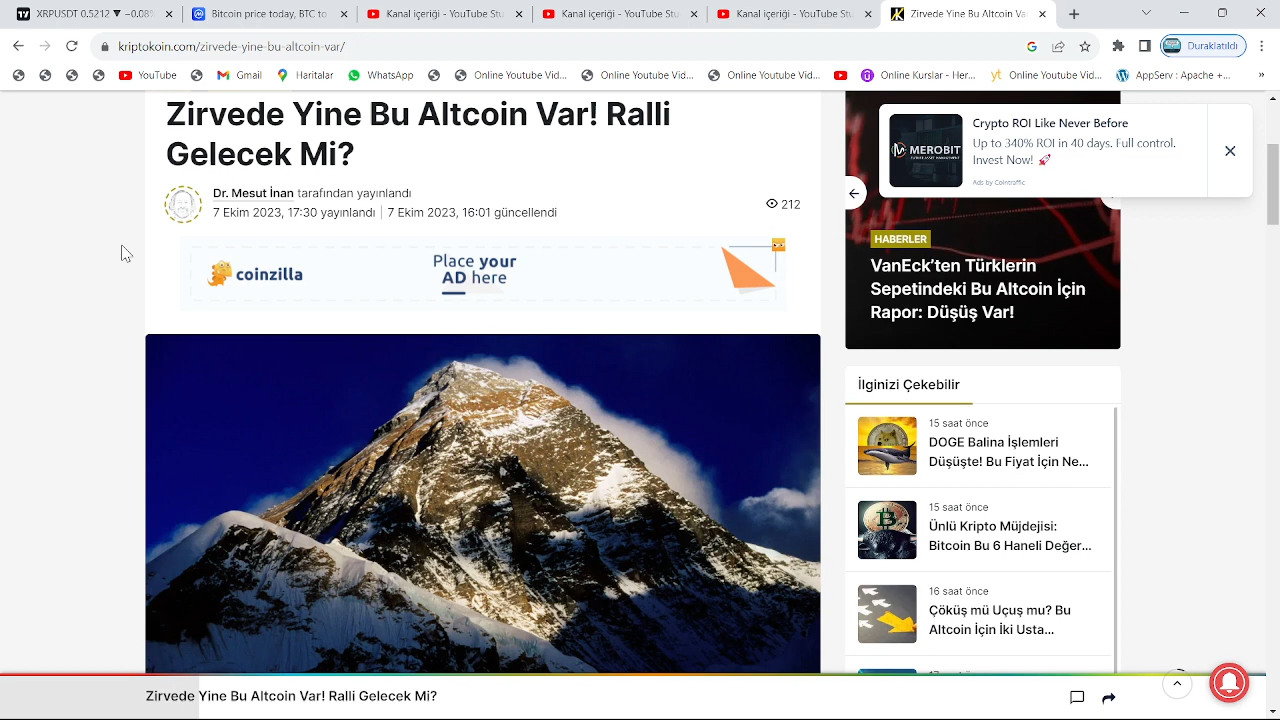 XRPUSDT 0.5212 ▼ −0.08%
Bitcoin price today, BTC to
Kanal içeriği - YouTube Stu
Kanal içeriği - YouTube Stu
Kanal içeriği - YouTube Stu
Zirvede Yine Bu Altcoin Va
kriptokoin.com/zirvede-yine-bu-altcoin-var/
Duraklatıldı
YouTube
Gmail
Haritalar
WhatsApp
Online Youtube Vid...
Online Youtube Vid...
Online Youtube Vid...
Online Kurslar - Her...
Online Youtube Vid...
AppServ : Apache +...
Zirvede Yine Bu Altcoin Var! Ralli
Gelecek Mi?
Dr. Mesut tarafından yayınlandı
7 Ekim 2023, yayınlandı | 7 Ekim 2023, 16:01 güncellendi
212
coinzilla
Place your
AD here
Crypto ROI Like Never Before
Up to 340% ROI in 40 days. Full control.
Invest Now! 🚀
Ads by Cointraffic
MEROBIT
HABERLER
VanEck’ten Türklerin
Sepetindeki Bu Altcoin İçin
Rapor: Düşüş Var!
İlginizi Çekebilir
15 saat önce
DOGE Balina İşlemleri
Düşüşte! Bu Fiyat İçin Ne...
15 saat önce
Ünlü Kripto Müjdejisi:
Bitcoin Bu 6 Haneli Değer...
16 saat önce
Çöküş mü Uçuş mu? Bu
Altcoin İçin İki Usta...
Zirvede Yine Bu Altcoin Var! Ralli Gelecek Mi?